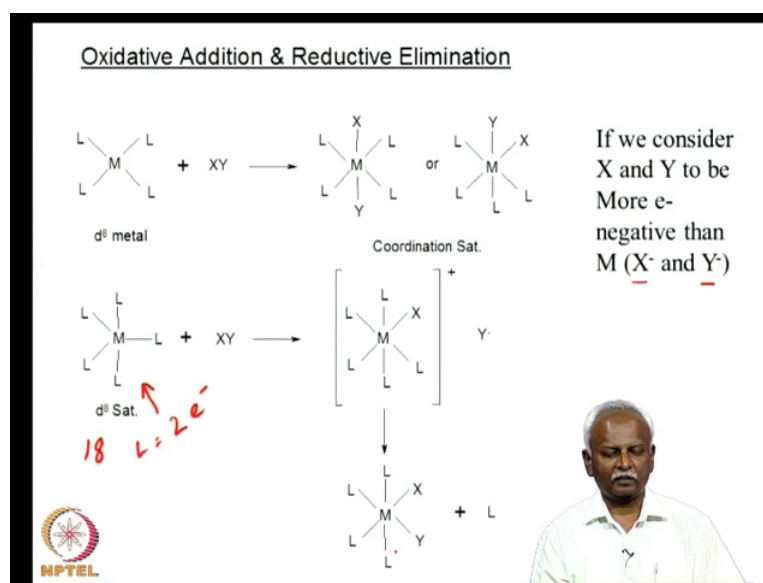 Oxidative Addition & Reductive Elimination
L L M L L + XY
d⁸ metal
X L L M L L Y
or
Y L X M L L L
Coordination Sat.
If we consider
X and Y to be
More e-
negative than
M (X⁻ and Y⁻)
L L M L L L + XY
d⁸ Sat.
18 L = 2e⁻
L L X M L L L +
Y⁻
L L X M L Y L + L
NPTEL